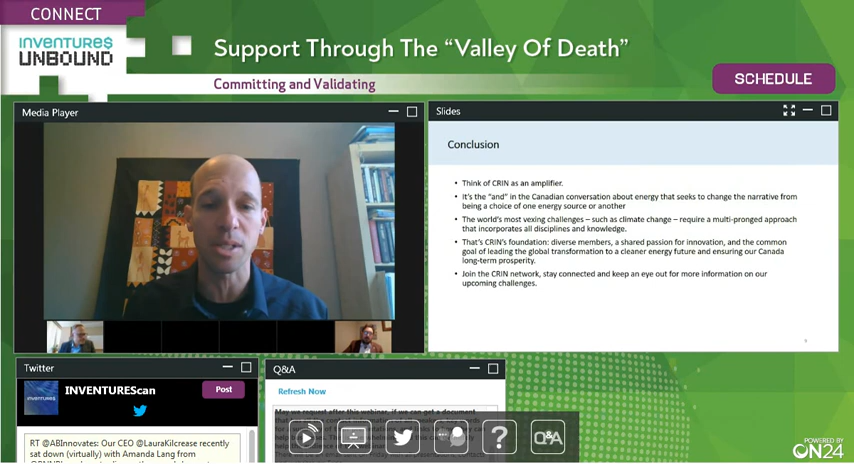 CONNECT
INVENTURE$
UNBOUND
Support Through The “Valley Of Death”
Committing and Validating
SCHEDULE
Media Player
Slides
Conclusion
• Think of CRIN as an amplifier.
• It's the “and” in the Canadian conversation about energy that seeks to change the narrative from
being a choice of one energy source or another
• The world's most vexing challenges – such as climate change – require a multi-pronged approach
that incorporates all disciplines and knowledge.
• That's CRIN's foundation: diverse members, a shared passion for innovation, and the common
goal of leading the global transformation to a cleaner energy future and ensuring our Canada
long-term prosperity.
• Join the CRIN network, stay connected and keep an eye out for more information on our
upcoming challenges.
Twitter
INVENTUREScan
Post
RT @ABInnovates: Our CEO @LauraKilcrease recently
sat down (virtually) with Amanda Lang from
Q&A
Refresh Now
May we request after this webinar, if we can get a document
Q&A
POWERED BY
ON24